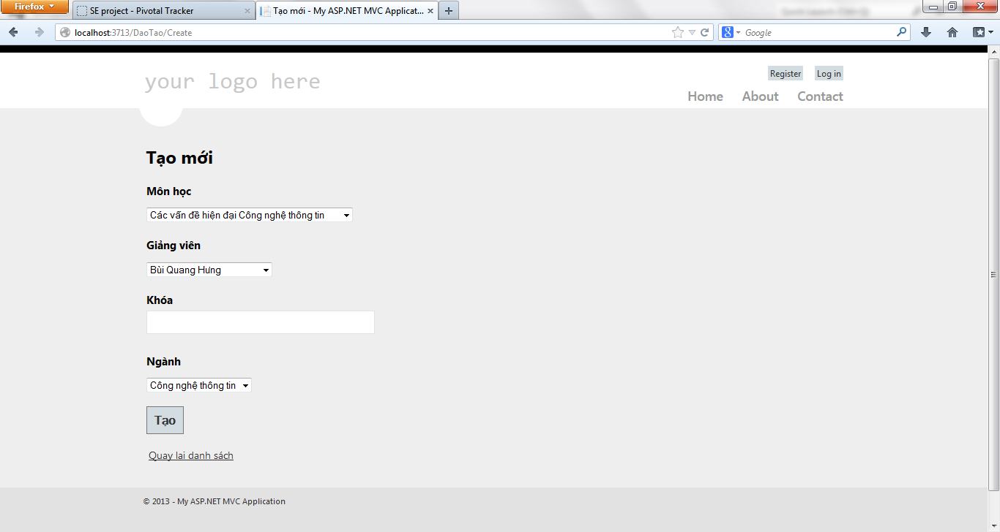 Firefox
SE project - Pivotal Tracker
Tạo mới - My ASP.NET MVC Applicat...
localhost:3713/DaoTao/Create
Google
your logo here
Register
Log in
Home
About
Contact
Tạo mới
Môn học
Các vấn đề hiện đại Công nghệ thông tin
Giảng viên
Bùi Quang Hưng
Khóa
Ngành
Công nghệ thông tin
Tạo
Quay lai danh sách
© 2013 - My ASP.NET MVC Application